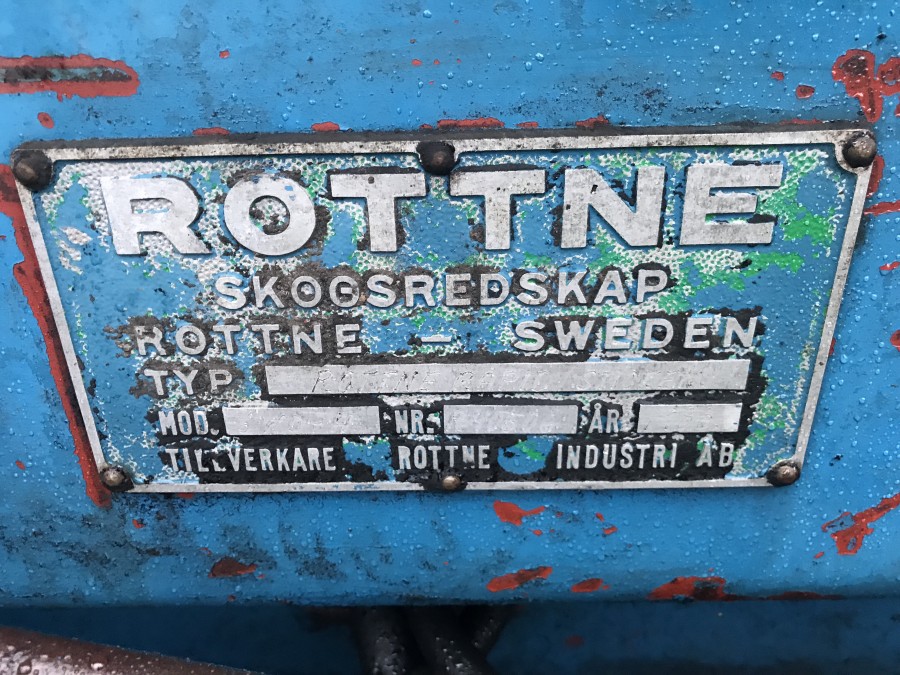 ROTTNE
SKOGSREDSKAP
ROTTNE – SWEDEN
TYP
MOD. NR. ÅR
TILLVERKARE ROTTNE INDUSTRI AB